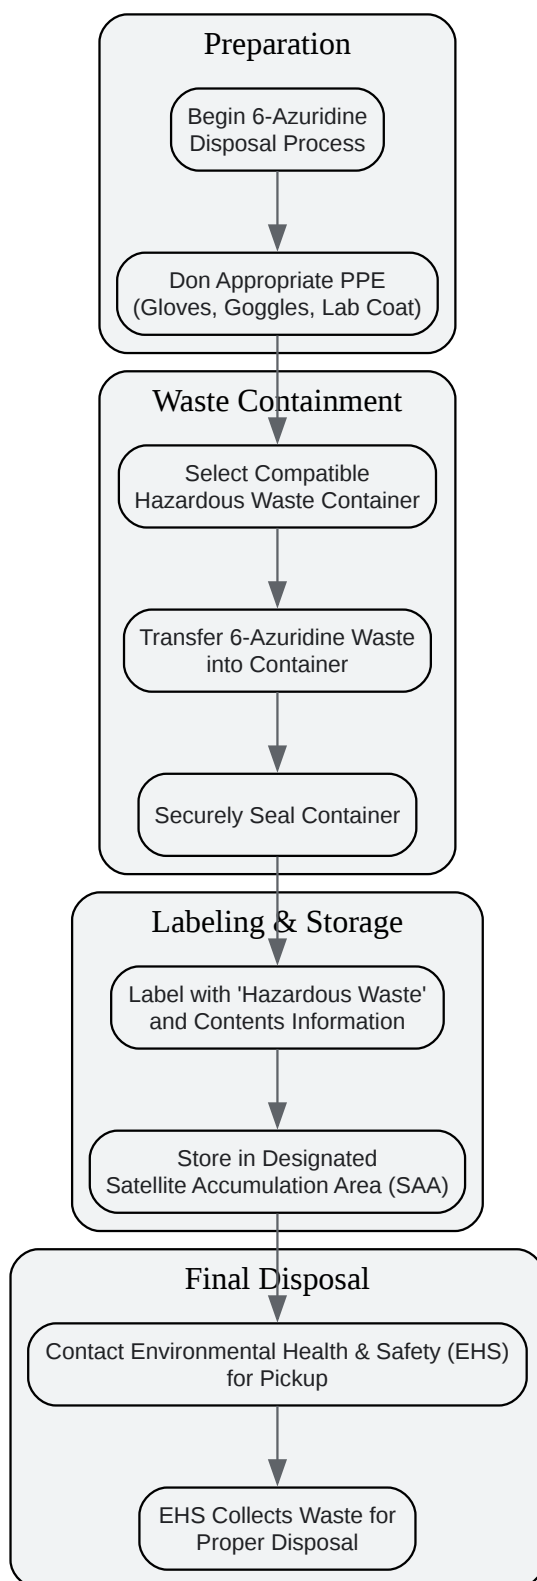 Preparation
Begin 6-Azuridine
Disposal Process
Don Appropriate PPE
(Gloves, Goggles, Lab Coat)
Waste Containment
Select Compatible
Hazardous Waste Container
Transfer 6-Azuridine Waste
into Container
Securely Seal Container
Labeling & Storage
Label with 'Hazardous Waste'
and Contents Information
Store in Designated
Satellite Accumulation Area (SAA)
Final Disposal
Contact Environmental Health & Safety (EHS)
for Pickup
EHS Collects Waste for
Proper Disposal